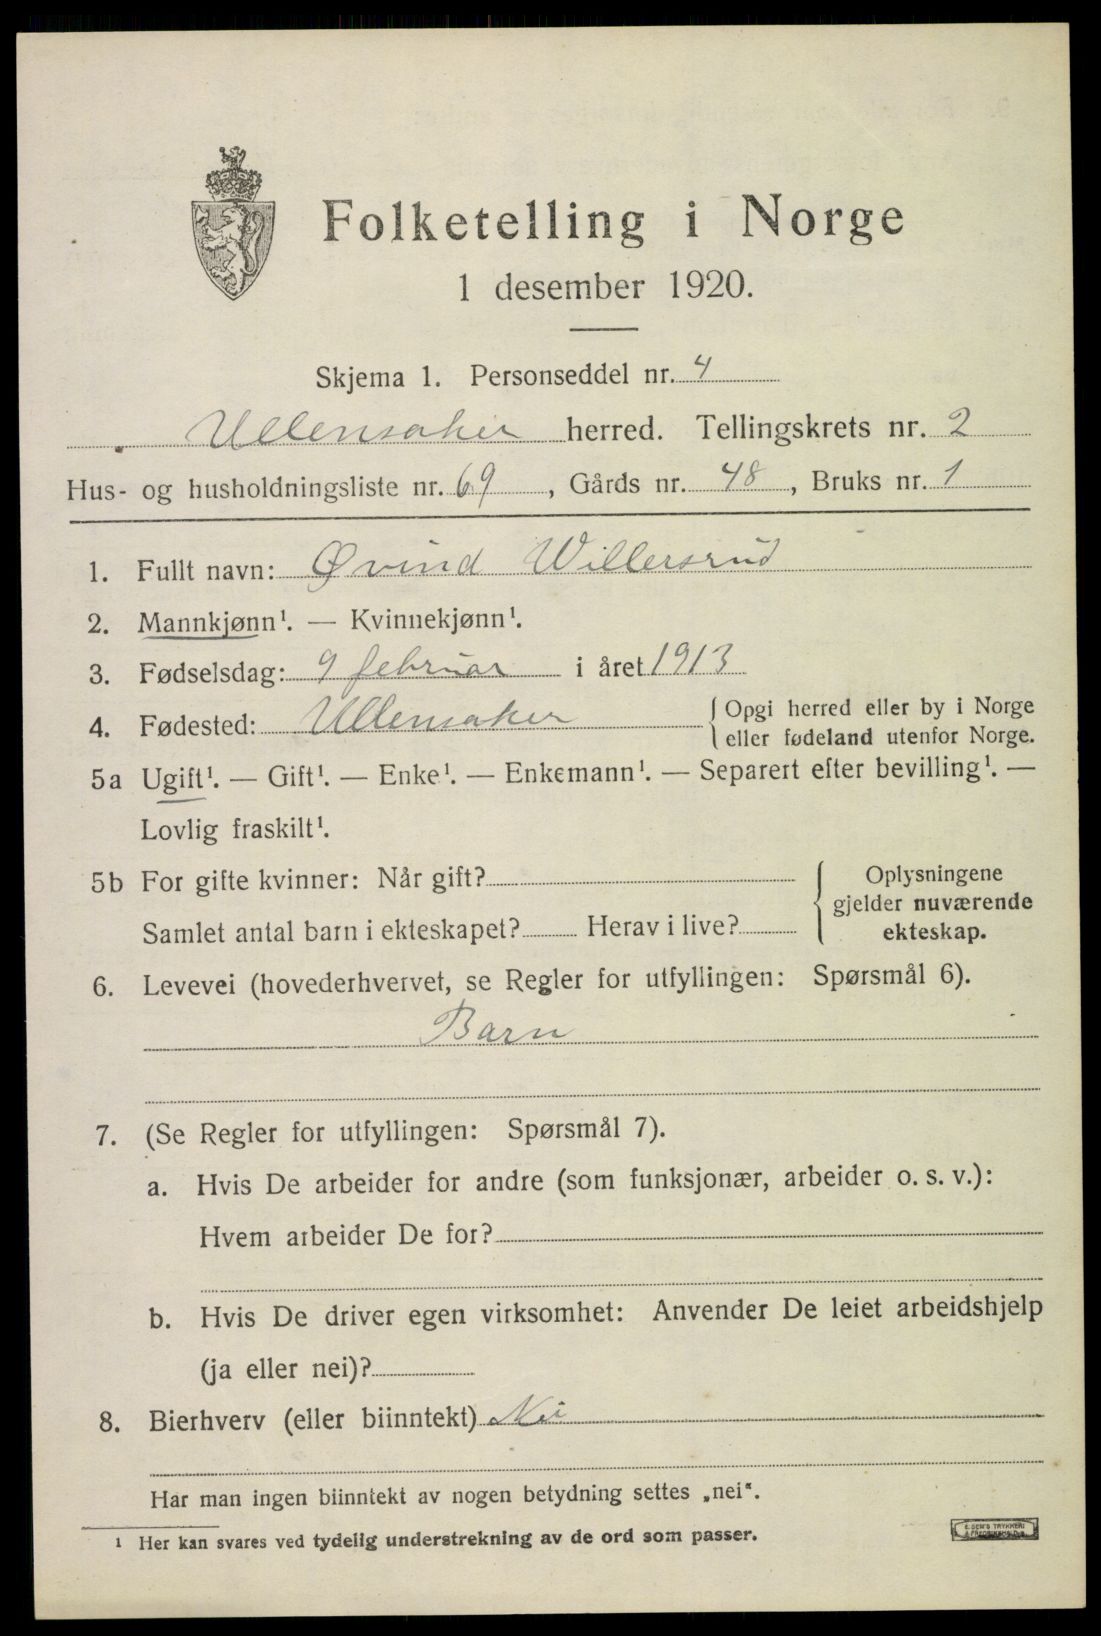 Folketelling i Norge
1 desember 1920.
Skjema 1. Personseddel nr. 4
Ullensaker herred. Tellingskrets nr. 2
Hus- og husholdningsliste nr. 69, Gårds nr. 48, Bruks nr. 1
1. Fullt navn: Øvind Willersrud
2. Mannkjønn¹. — Kvinnekjønn¹.
3. Fødselsdag: 9 februar i året 1913
4. Fødested: Ullensaker { Opgi herred eller by i Norge
eller fødeland utenfor Norge.
5a Ugift¹. — Gift¹. — Enke¹. — Enkemann¹. — Separert efter bevilling¹. —
Lovlig fraskilt¹.
5b For gifte kvinner: Når gift?
Samlet antal barn i ekteskapet? Herav i live?
{ Oplysningene
gjelder nuværende
ekteskap.
6. Levevei (hovederhvervet, se Regler for utfyllingen: Spørsmål 6).
Barn
7. (Se Regler for utfyllingen: Spørsmål 7).
a. Hvis De arbeider for andre (som funksjonær, arbeider o. s. v.):
Hvem arbeider De for?
b. Hvis De driver egen virksomhet: Anvender De leiet arbeidshjelp
(ja eller nei)?
8. Bierhverv (eller biinntekt) Nei
Har man ingen biinntekt av nogen betydning settes „nei“.
¹ Her kan svares ved tydelig understrekning av de ord som passer.